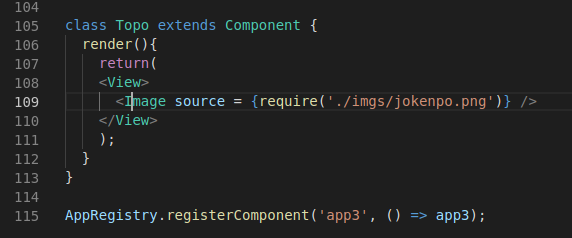 104
105 class Topo extends Component {
106   render(){
107     return(
108     <View>
109       <Image source = {require('./imgs/jokenpo.png')} />
110     </View>
111     );
112   }
113 }
114
115 AppRegistry.registerComponent('app3', () => app3);